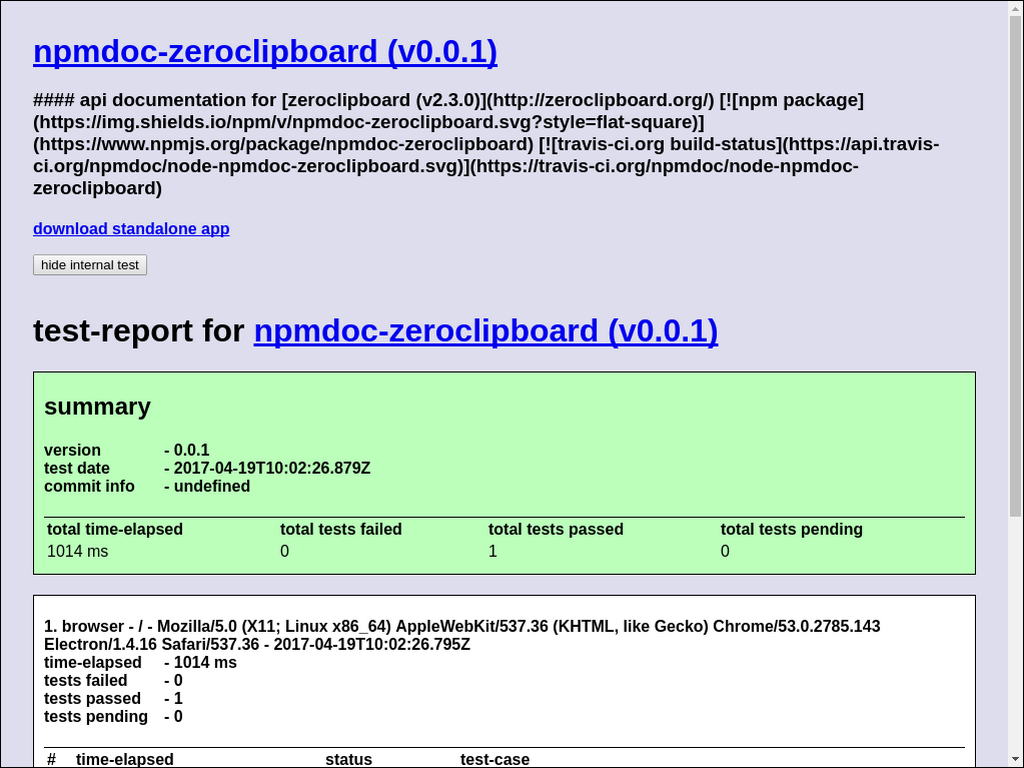 npmdoc-zeroclipboard (v0.0.1)
#### api documentation for [zeroclipboard (v2.3.0)](http://zeroclipboard.org/) [![npm package]
(https://img.shields.io/npm/v/npmdoc-zeroclipboard.svg?style=flat-square)]
(https://www.npmjs.org/package/npmdoc-zeroclipboard) [![travis-ci.org build-status](https://api.travis-
ci.org/npmdoc/node-npmdoc-zeroclipboard.svg)](https://travis-ci.org/npmdoc/node-npmdoc-
zeroclipboard)
download standalone app
hide internal test
test-report for npmdoc-zeroclipboard (v0.0.1)
summary
version - 0.0.1
test date - 2017-04-19T10:02:26.879Z
commit info - undefined
total time-elapsed total tests failed total tests passed total tests pending
1014 ms 0 1 0
1. browser - / - Mozilla/5.0 (X11; Linux x86_64) AppleWebKit/537.36 (KHTML, like Gecko) Chrome/53.0.2785.143
Electron/1.4.16 Safari/537.36 - 2017-04-19T10:02:26.795Z
time-elapsed - 1014 ms
tests failed - 0
tests passed - 1
tests pending - 0
# time-elapsed status test-case